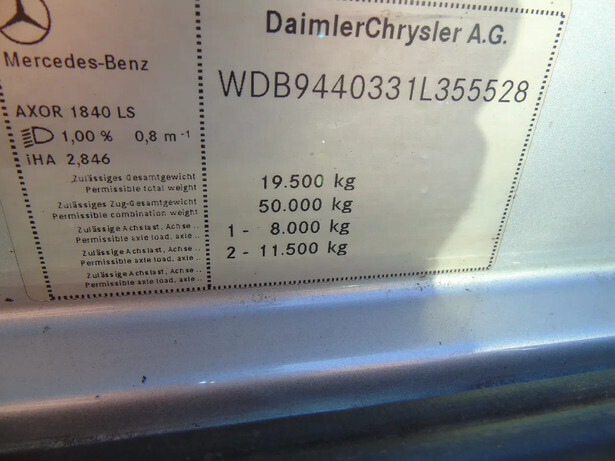 DaimlerChrysler A.G.
Mercedes-Benz
WDB9440331L355528
AXOR 1840 LS
1,00 % 0,8 m⁻¹
iHA 2,846
Zulässiges Gesamtgewicht
Permissible total weight
19.500 kg
Zulässiges Zug-Gesamtgewicht
Permissible combination weight
50.000 kg
Zulässige Achslast, Achse..
Permissible axle load, axle..
1 - 8.000 kg
Zulässige Achslast, Achse..
Permissible axle load, axle..
2 - 11.500 kg
Zulässige Achslast, Achse..
Permissible axle load, axle..